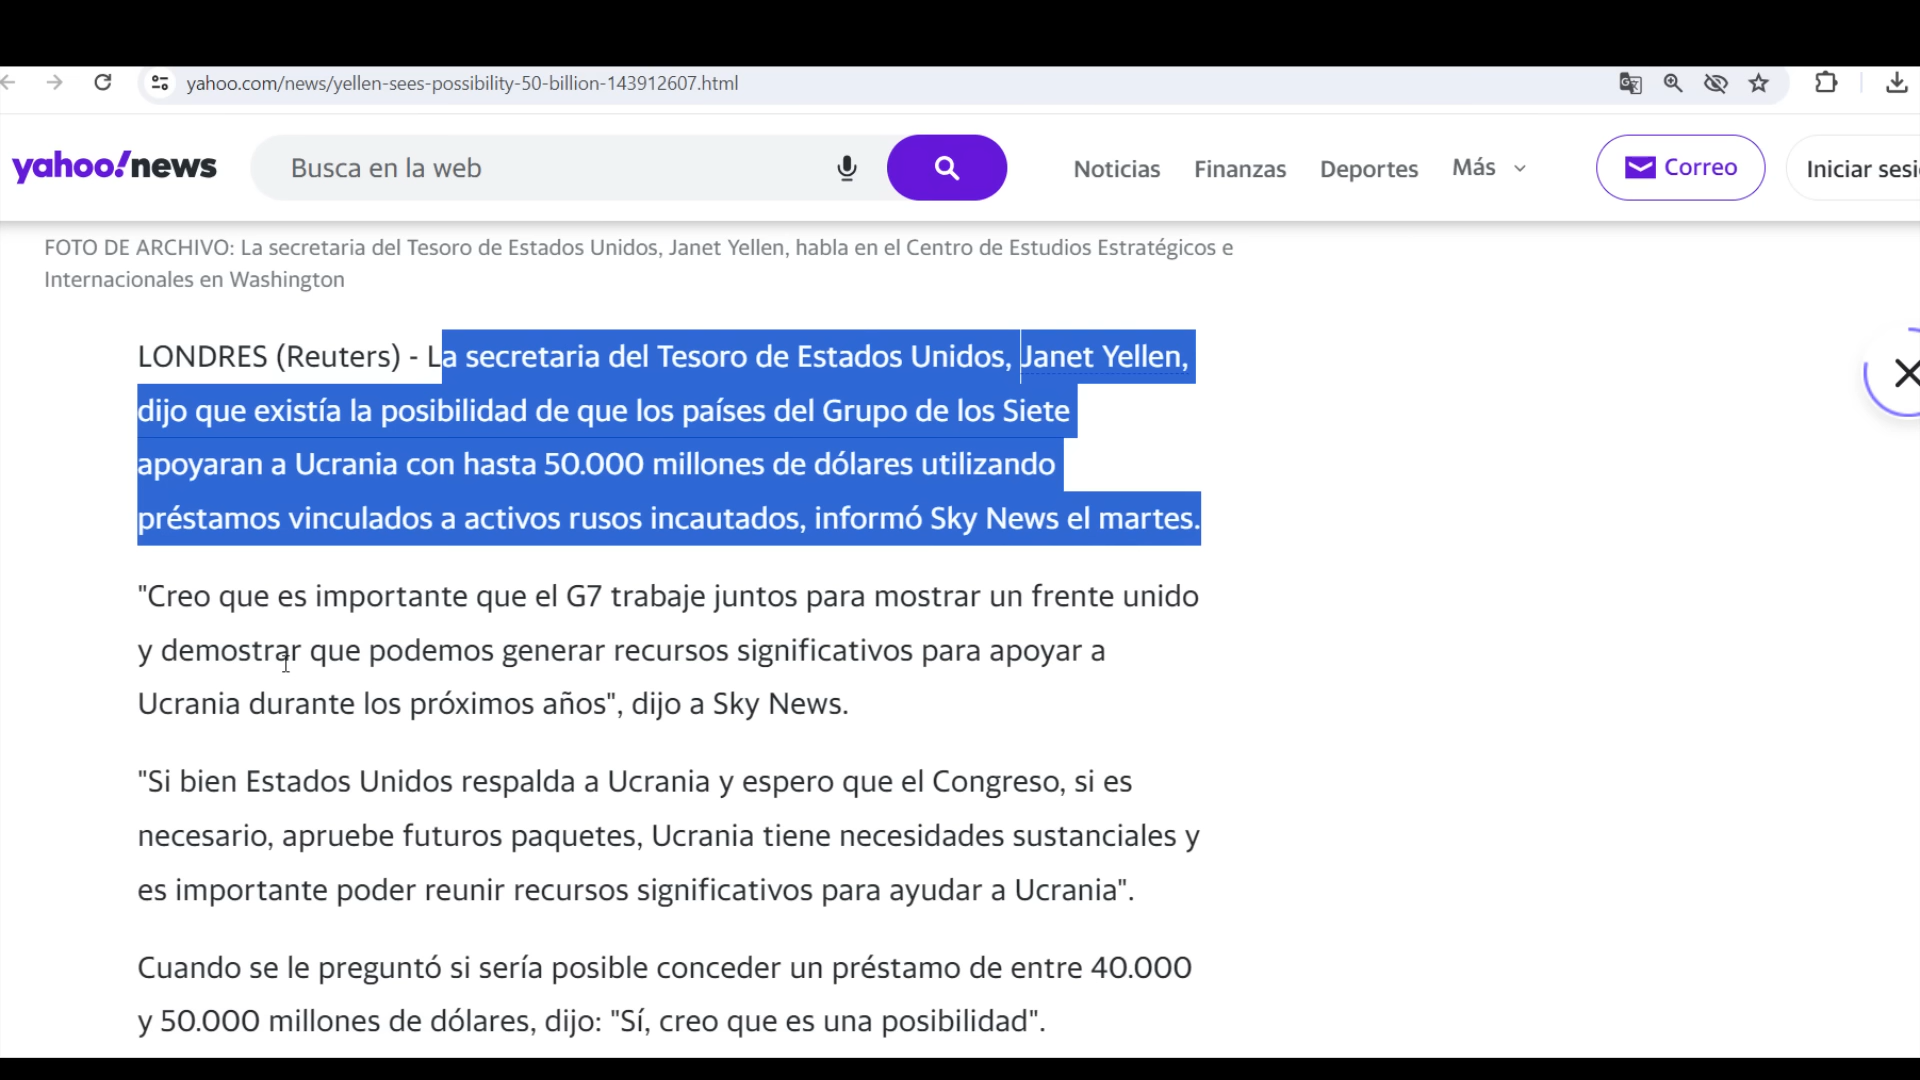 yahoo.com/news/yellen-sees-possibility-50-billion-143912607.html
yahoo!news
Busca en la web
Noticias Finanzas Deportes Más
Correo
Iniciar sesi
FOTO DE ARCHIVO: La secretaria del Tesoro de Estados Unidos, Janet Yellen, habla en el Centro de Estudios Estratégicos e
Internacionales en Washington
LONDRES (Reuters) - La secretaria del Tesoro de Estados Unidos, Janet Yellen,
dijo que existía la posibilidad de que los países del Grupo de los Siete
apoyaran a Ucrania con hasta 50.000 millones de dólares utilizando
préstamos vinculados a activos rusos incautados, informó Sky News el martes.
"Creo que es importante que el G7 trabaje juntos para mostrar un frente unido
y demostrar que podemos generar recursos significativos para apoyar a
Ucrania durante los próximos años", dijo a Sky News.
"Si bien Estados Unidos respalda a Ucrania y espero que el Congreso, si es
necesario, apruebe futuros paquetes, Ucrania tiene necesidades sustanciales y
es importante poder reunir recursos significativos para ayudar a Ucrania".
Cuando se le preguntó si sería posible conceder un préstamo de entre 40.000
y 50.000 millones de dólares, dijo: "Sí, creo que es una posibilidad".